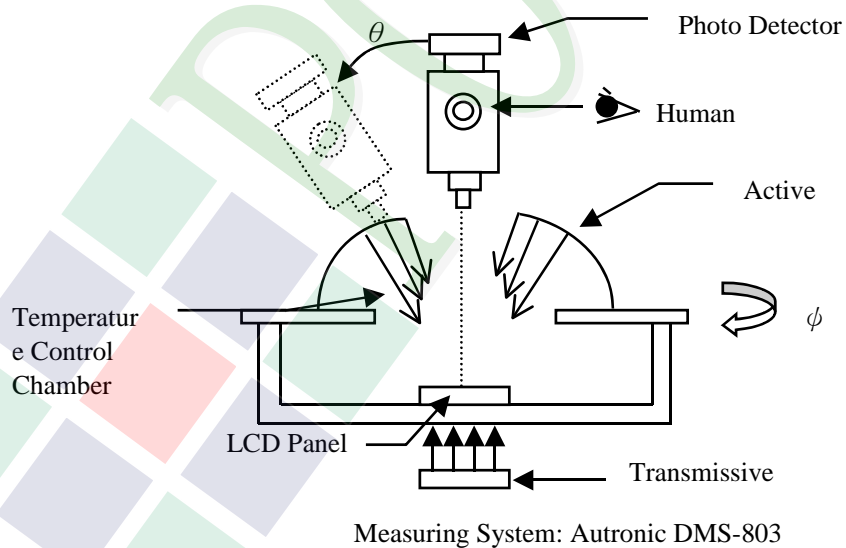 θ
Photo Detector
Human
Active
Temperatur
e Control
Chamber
ϕ
LCD Panel
Transmissive
Measuring System: Autronic DMS-803